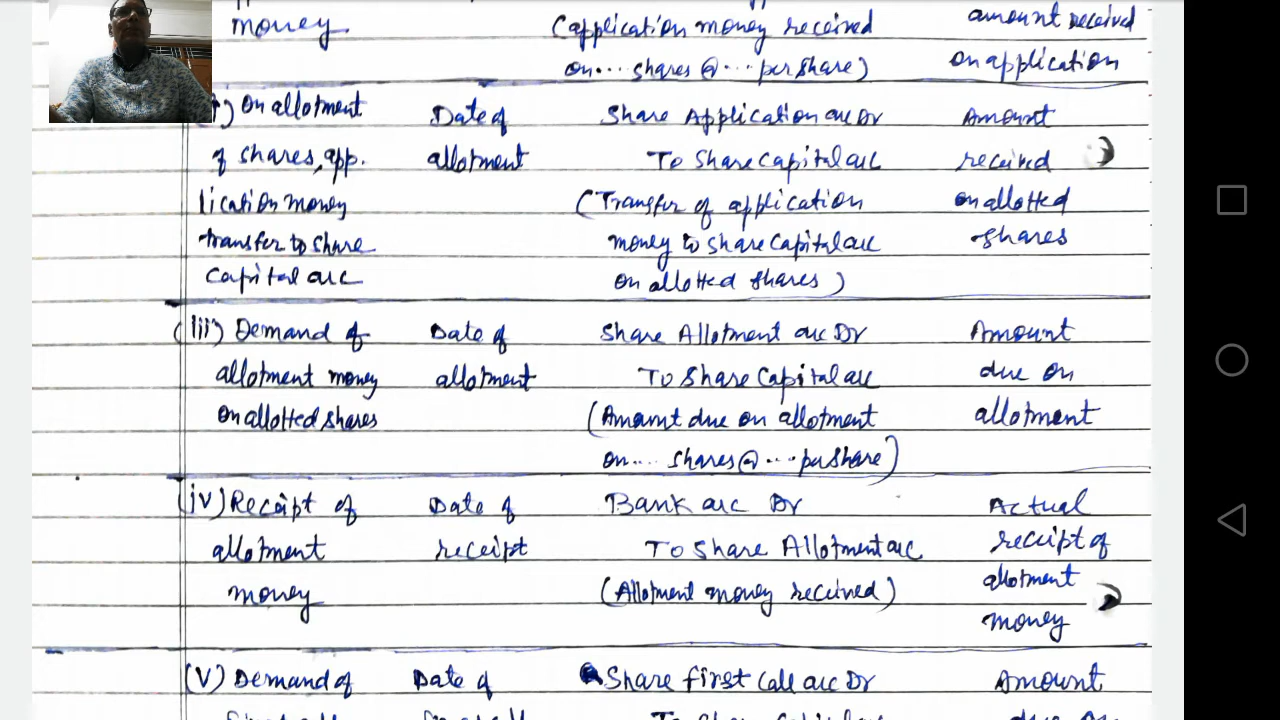 money (application money received amount received
on... shares @... per share) on application
) on allotment Date of Share Application a/c Dr Amount
of shares, app. allotment To Share Capital a/c received
lication money (Transfer of application on allotted
transfer to share money to share capital a/c shares
capital a/c on allotted shares)
(iii) Demand of Date of Share Allotment a/c Dr Amount
allotment money allotment To Share Capital a/c due on
on allotted shares (Amount due on allotment allotment
on.... shares @... per share)
(iv) Receipt of Date of Bank a/c Dr Actual
allotment receipt To Share Allotment a/c receipt of
money (Allotment money received) allotment
money
(V) Demand of Date of Share first call a/c Dr Amount